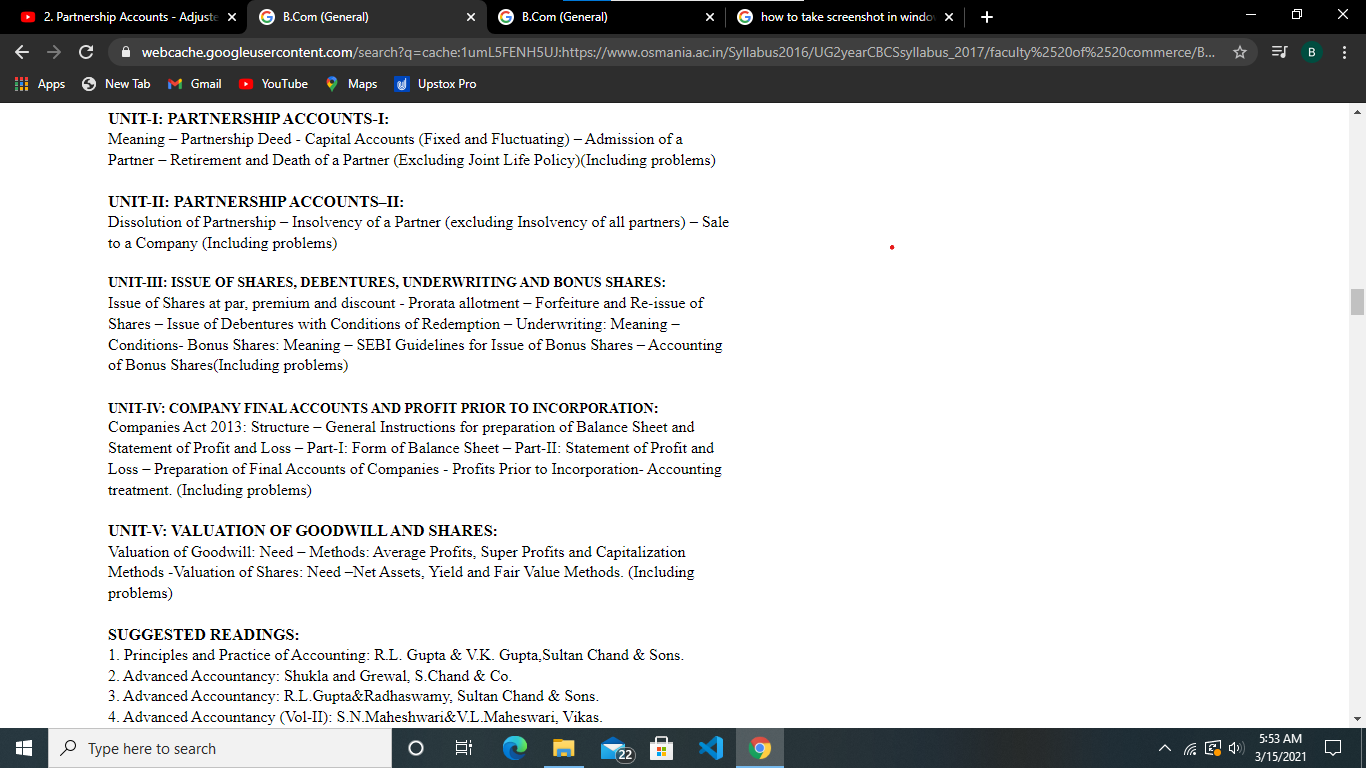 2. Partnership Accounts - Adjuste
B.Com (General)
B.Com (General)
how to take screenshot in windo
webcache.googleusercontent.com/search?q=cache:1umL5FENH5UJ:https://www.osmania.ac.in/Syllabus2016/UG2yearCBCSsyllabus_2017/faculty%2520of%2520commerce/B...
B
Apps
New Tab
Gmail
YouTube
Maps
Upstox Pro
UNIT-I: PARTNERSHIP ACCOUNTS-I:
Meaning – Partnership Deed - Capital Accounts (Fixed and Fluctuating) – Admission of a
Partner – Retirement and Death of a Partner (Excluding Joint Life Policy)(Including problems)
UNIT-II: PARTNERSHIP ACCOUNTS–II:
Dissolution of Partnership – Insolvency of a Partner (excluding Insolvency of all partners) – Sale
to a Company (Including problems)
UNIT-III: ISSUE OF SHARES, DEBENTURES, UNDERWRITING AND BONUS SHARES:
Issue of Shares at par, premium and discount - Prorata allotment – Forfeiture and Re-issue of
Shares – Issue of Debentures with Conditions of Redemption – Underwriting: Meaning –
Conditions- Bonus Shares: Meaning – SEBI Guidelines for Issue of Bonus Shares – Accounting
of Bonus Shares(Including problems)
UNIT-IV: COMPANY FINAL ACCOUNTS AND PROFIT PRIOR TO INCORPORATION:
Companies Act 2013: Structure – General Instructions for preparation of Balance Sheet and
Statement of Profit and Loss – Part-I: Form of Balance Sheet – Part-II: Statement of Profit and
Loss – Preparation of Final Accounts of Companies - Profits Prior to Incorporation- Accounting
treatment. (Including problems)
UNIT-V: VALUATION OF GOODWILL AND SHARES:
Valuation of Goodwill: Need – Methods: Average Profits, Super Profits and Capitalization
Methods -Valuation of Shares: Need –Net Assets, Yield and Fair Value Methods. (Including
problems)
SUGGESTED READINGS:
1. Principles and Practice of Accounting: R.L. Gupta & V.K. Gupta,Sultan Chand & Sons.
2. Advanced Accountancy: Shukla and Grewal, S.Chand & Co.
3. Advanced Accountancy: R.L.Gupta&Radhaswamy, Sultan Chand & Sons.
4. Advanced Accountancy (Vol-II): S.N.Maheshwari&V.L.Maheswari, Vikas.
Type here to search
22
5:53 AM
3/15/2021